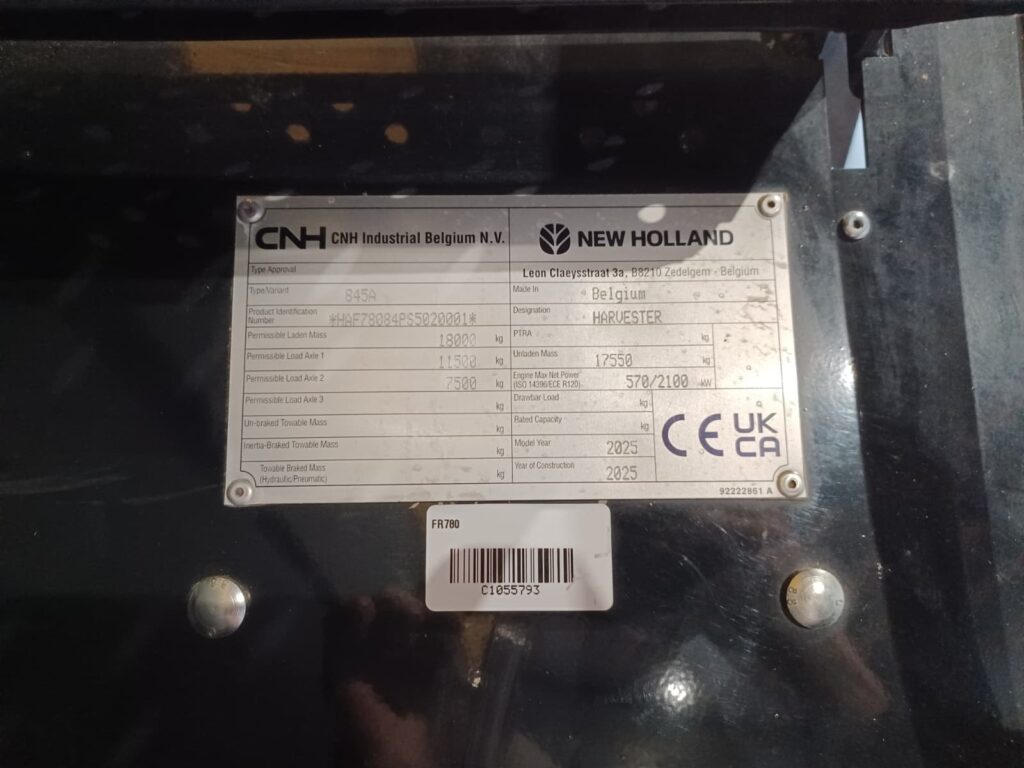 CNH CNH Industrial Belgium N.V.
NEW HOLLAND
Type Approval
Leon Claeysstraat 3a, B8210 Zedelgem - Belgium
Type/Variant 845A
Made In Belgium
Product Identification Number *HAF78084PS5020001*
Designation HARVESTER
Permissible Laden Mass 18000 kg
PTRA kg
Permissible Load Axle 1 11500 kg
Unladen Mass 17550 kg
Permissible Load Axle 2 7500 kg
Engine Max Net Power (ISO 14396/ECE R120) 570/2100 kW
Permissible Load Axle 3 kg
Drawbar Load kg
Un-braked Towable Mass kg
Rated Capacity kg
Inertia-Braked Towable Mass kg
Model Year 2025
Towable Braked Mass (Hydraulic/Pneumatic) kg
Year of Construction 2025
CE UK CA
92222861 A
FR780
C1055793